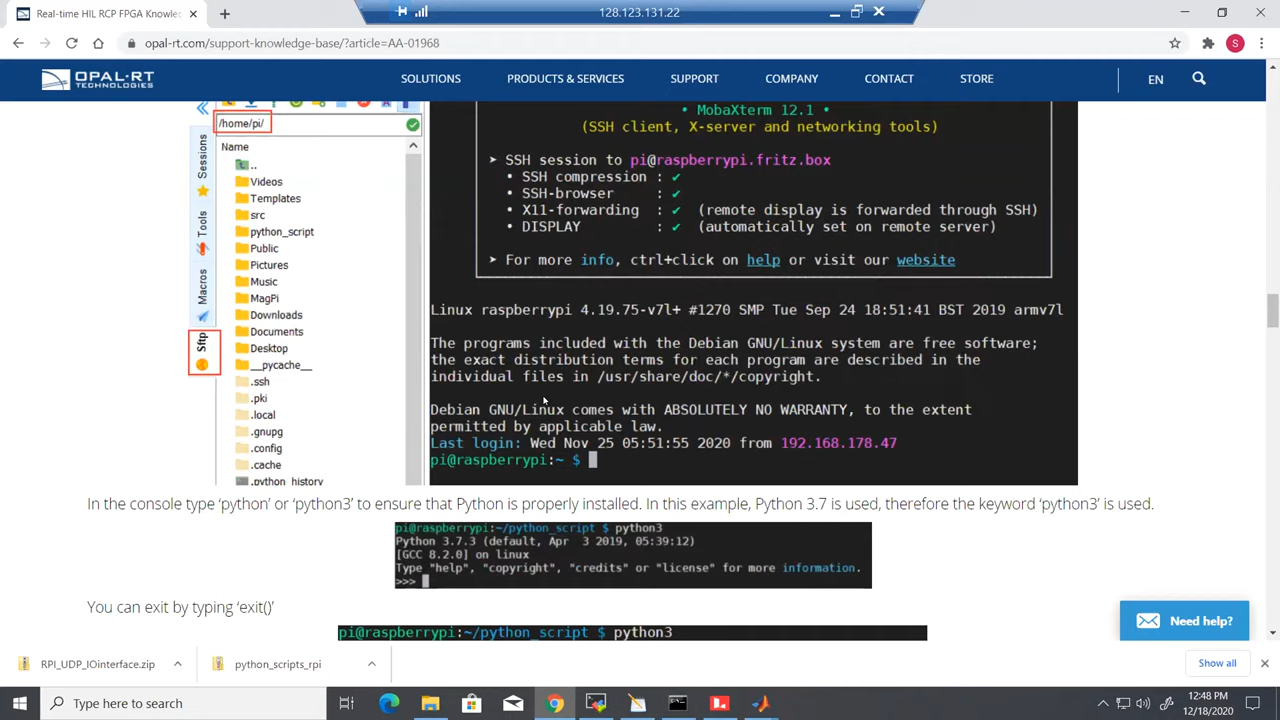 Real-time HIL RCP FPGA Knowled
128.123.131.22
opal-rt.com/support-knowledge-base/?article=AA-01968
S
OPAL-RT
TECHNOLOGIES
SOLUTIONS
PRODUCTS & SERVICES
SUPPORT
COMPANY
CONTACT
STORE
EN
/home/pi/
Name
..
Videos
Templates
src
python_script
Public
Pictures
Music
MagPi
Downloads
Documents
Desktop
__pycache__
.ssh
.pki
.local
.gnupg
.config
.cache
.python_history
Sessions
Tools
Macros
Sftp
• MobaXterm 12.1 •
(SSH client, X-server and networking tools)
➤ SSH session to pi@raspberrypi.fritz.box
• SSH compression : ✔
• SSH-browser : ✔
• X11-forwarding : ✔ (remote display is forwarded through SSH)
• DISPLAY : ✔ (automatically set on remote server)
➤ For more info, ctrl+click on help or visit our website
Linux raspberrypi 4.19.75-v7l+ #1270 SMP Tue Sep 24 18:51:41 BST 2019 armv7l
The programs included with the Debian GNU/Linux system are free software;
the exact distribution terms for each program are described in the
individual files in /usr/share/doc/*/copyright.
Debian GNU/Linux comes with ABSOLUTELY NO WARRANTY, to the extent
permitted by applicable law.
Last login: Wed Nov 25 05:51:55 2020 from 192.168.178.47
pi@raspberrypi:~ $
In the console type ‘python’ or ‘python3’ to ensure that Python is properly installed. In this example, Python 3.7 is used, therefore the keyword ‘python3’ is used.
pi@raspberrypi:~/python_script $ python3
Python 3.7.3 (default, Apr  3 2019, 05:39:12)
[GCC 8.2.0] on linux
Type "help", "copyright", "credits" or "license" for more information.
>>>
You can exit by typing ‘exit()’
pi@raspberrypi:~/python_script $ python3
Need help?
RPI_UDP_IOinterface.zip
python_scripts_rpi
Show all
Type here to search
12:48 PM
12/18/2020